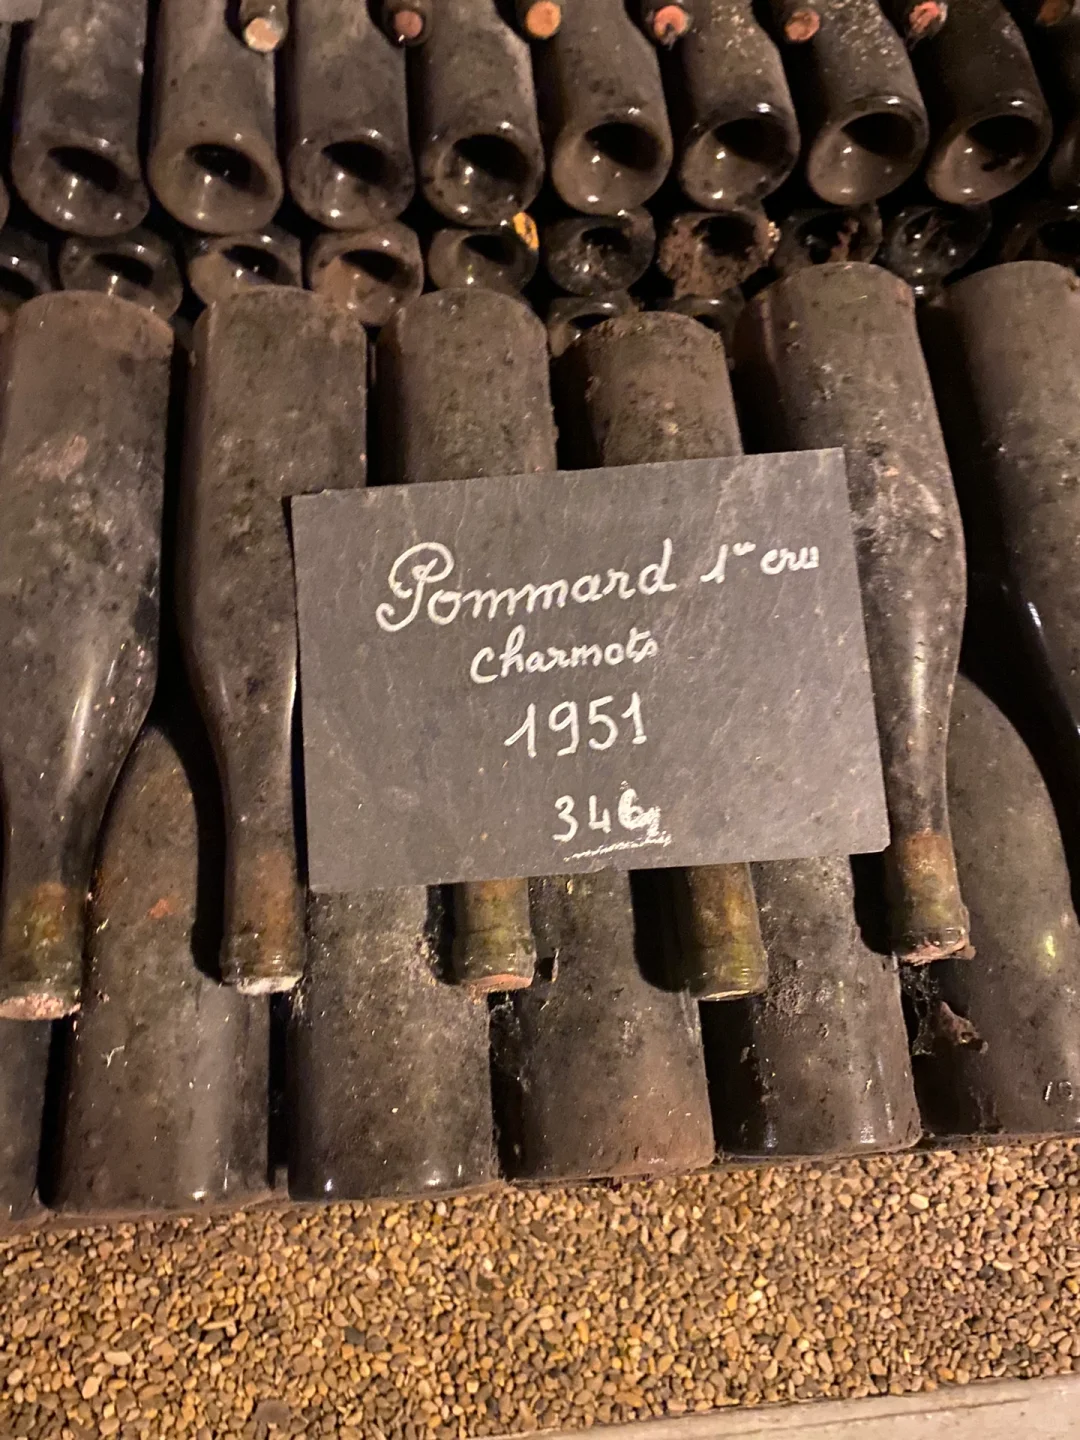 Pommard 1er cru
charmots
1951
346